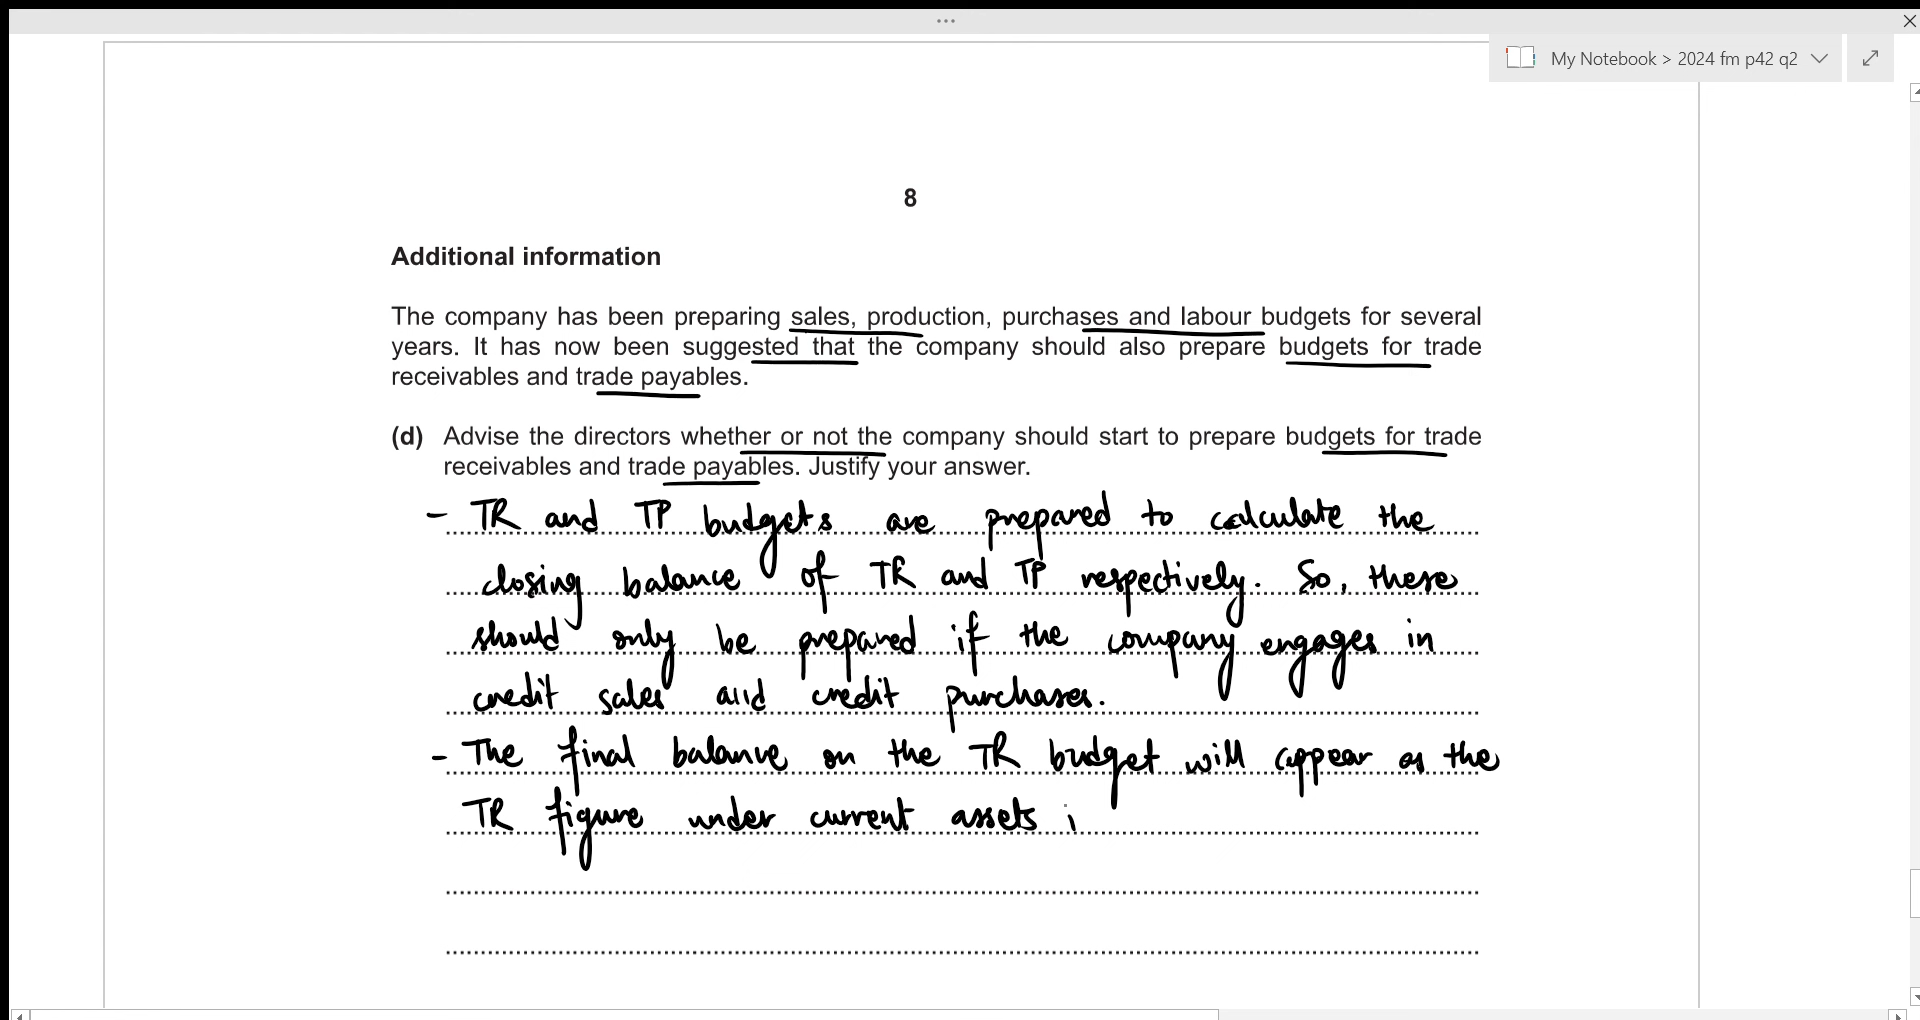 ...
My Notebook > 2024 fm p42 q2
8
Additional information
The company has been preparing sales, production, purchases and labour budgets for several
years. It has now been suggested that the company should also prepare budgets for trade
receivables and trade payables.
(d) Advise the directors whether or not the company should start to prepare budgets for trade
receivables and trade payables. Justify your answer.
- TR and TP budgets are prepared to calculate the
closing balance of TR and TP respectively. So, these
should only be prepared if the company engages in
credit sales and credit purchases.
- The final balance on the TR budget will appear as the
TR figure under current assets i